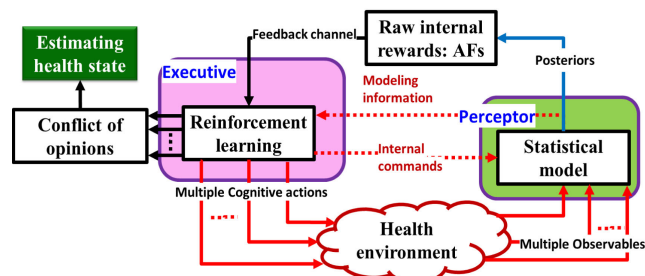 Estimating
health state
Feedback channel
Raw internal
rewards: AFs
Executive
Modeling
information
Posteriors
Perceptor
Conflict of
opinions
Reinforcement
learning
Internal
commands
Statistical
model
Multiple Cognitive actions
Health
environment
Multiple Observables